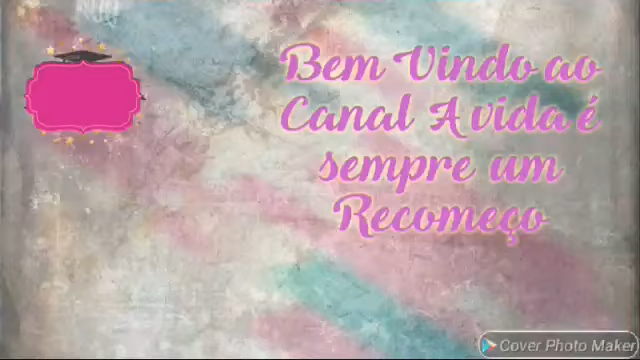 Bem Vindo ao
Canal A vida é
sempre um
Recomeço
Cover Photo Maker